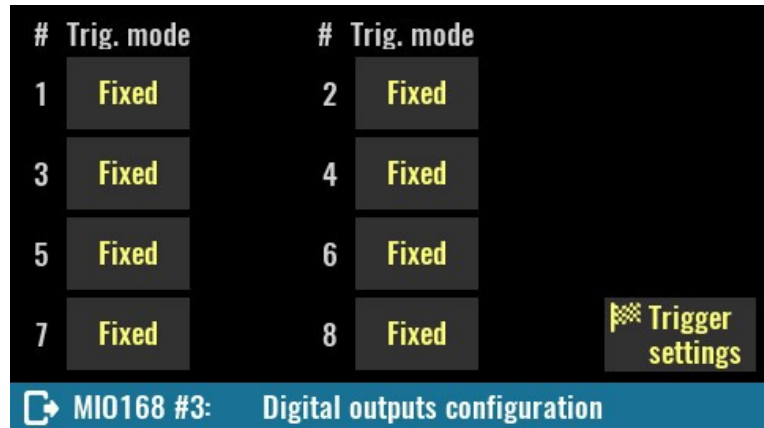 # Trig. mode # Trig. mode
1 Fixed 2 Fixed
3 Fixed 4 Fixed
5 Fixed 6 Fixed
7 Fixed 8 Fixed
Trigger
settings
MIO168 #3: Digital outputs configuration